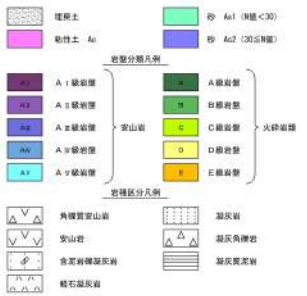 埋戻土
砂 As1 (N値<30)
粘性土 Ac
砂 As2 (30≦N値)
岩盤分類凡例
AⅠ AⅠ級岩盤
A A級岩盤
AⅡ AⅡ級岩盤
B B級岩盤
AⅢ AⅢ級岩盤
安山岩
C C級岩盤
火砕岩類
AⅣ AⅣ級岩盤
D D級岩盤
AⅤ AⅤ級岩盤
E E級岩盤
岩種区分凡例
角礫質安山岩
凝灰岩
安山岩
凝灰角礫岩
含泥岩礫凝灰岩
凝灰質泥岩
軽石凝灰岩